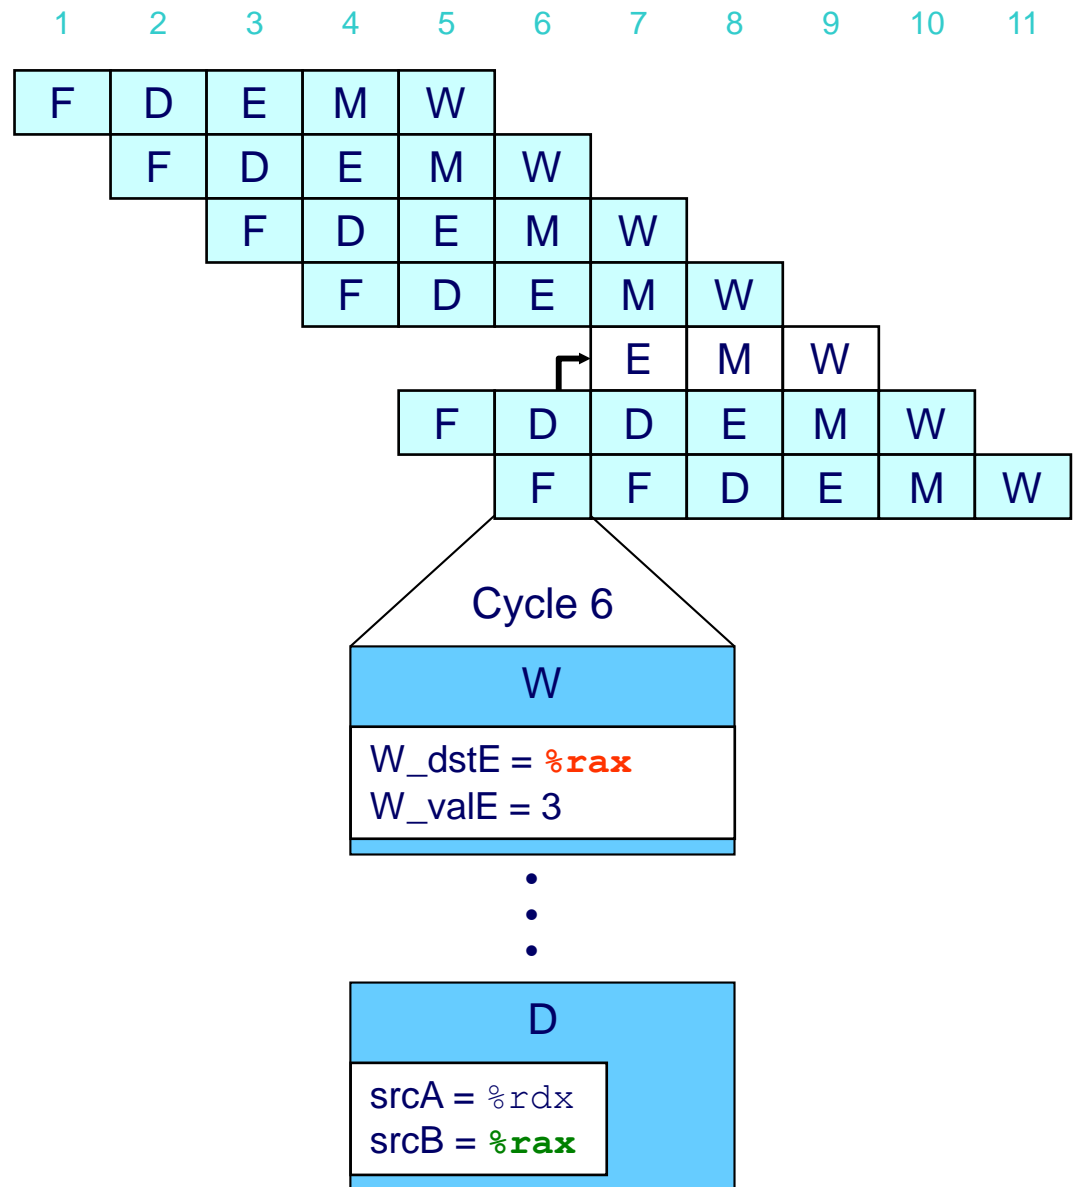 1 2 3 4 5 6 7 8 9 10 11
F D E M W
F D E M W
F D E M W
F D E M W
E M W
F D D E M W
F F D E M W
Cycle 6
W
W_dstE = %rax
W_valE = 3
•
•
•
D
srcA = %rdx
srcB = %rax